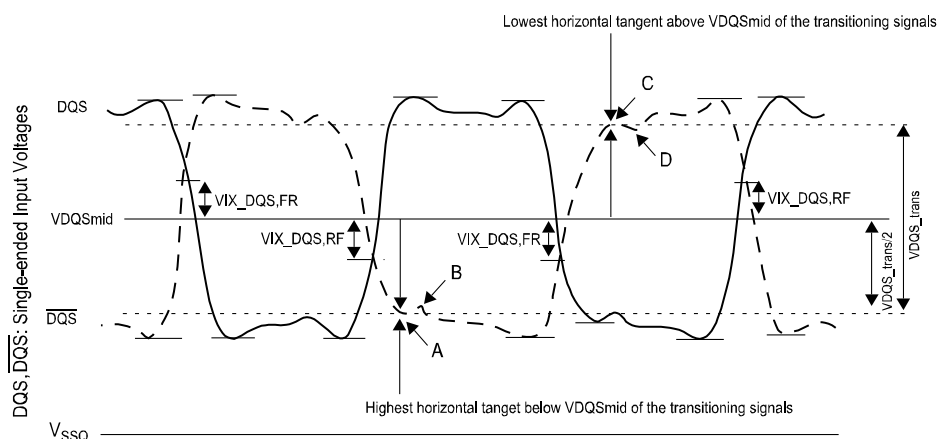 Lowest horizontal tangent above VDQSmid of the transitioning signals
DQS
C
D
VIX_DQS,FR
VIX_DQS,RF
VDQSmid
VIX_DQS,RF
VIX_DQS,FR
VDQS_trans/2
VDQS_trans
B
A
DQS
DQS,DQS: Single-ended Input Voltages
Highest horizontal tanget below VDQSmid of the transitioning signals
VSSQ